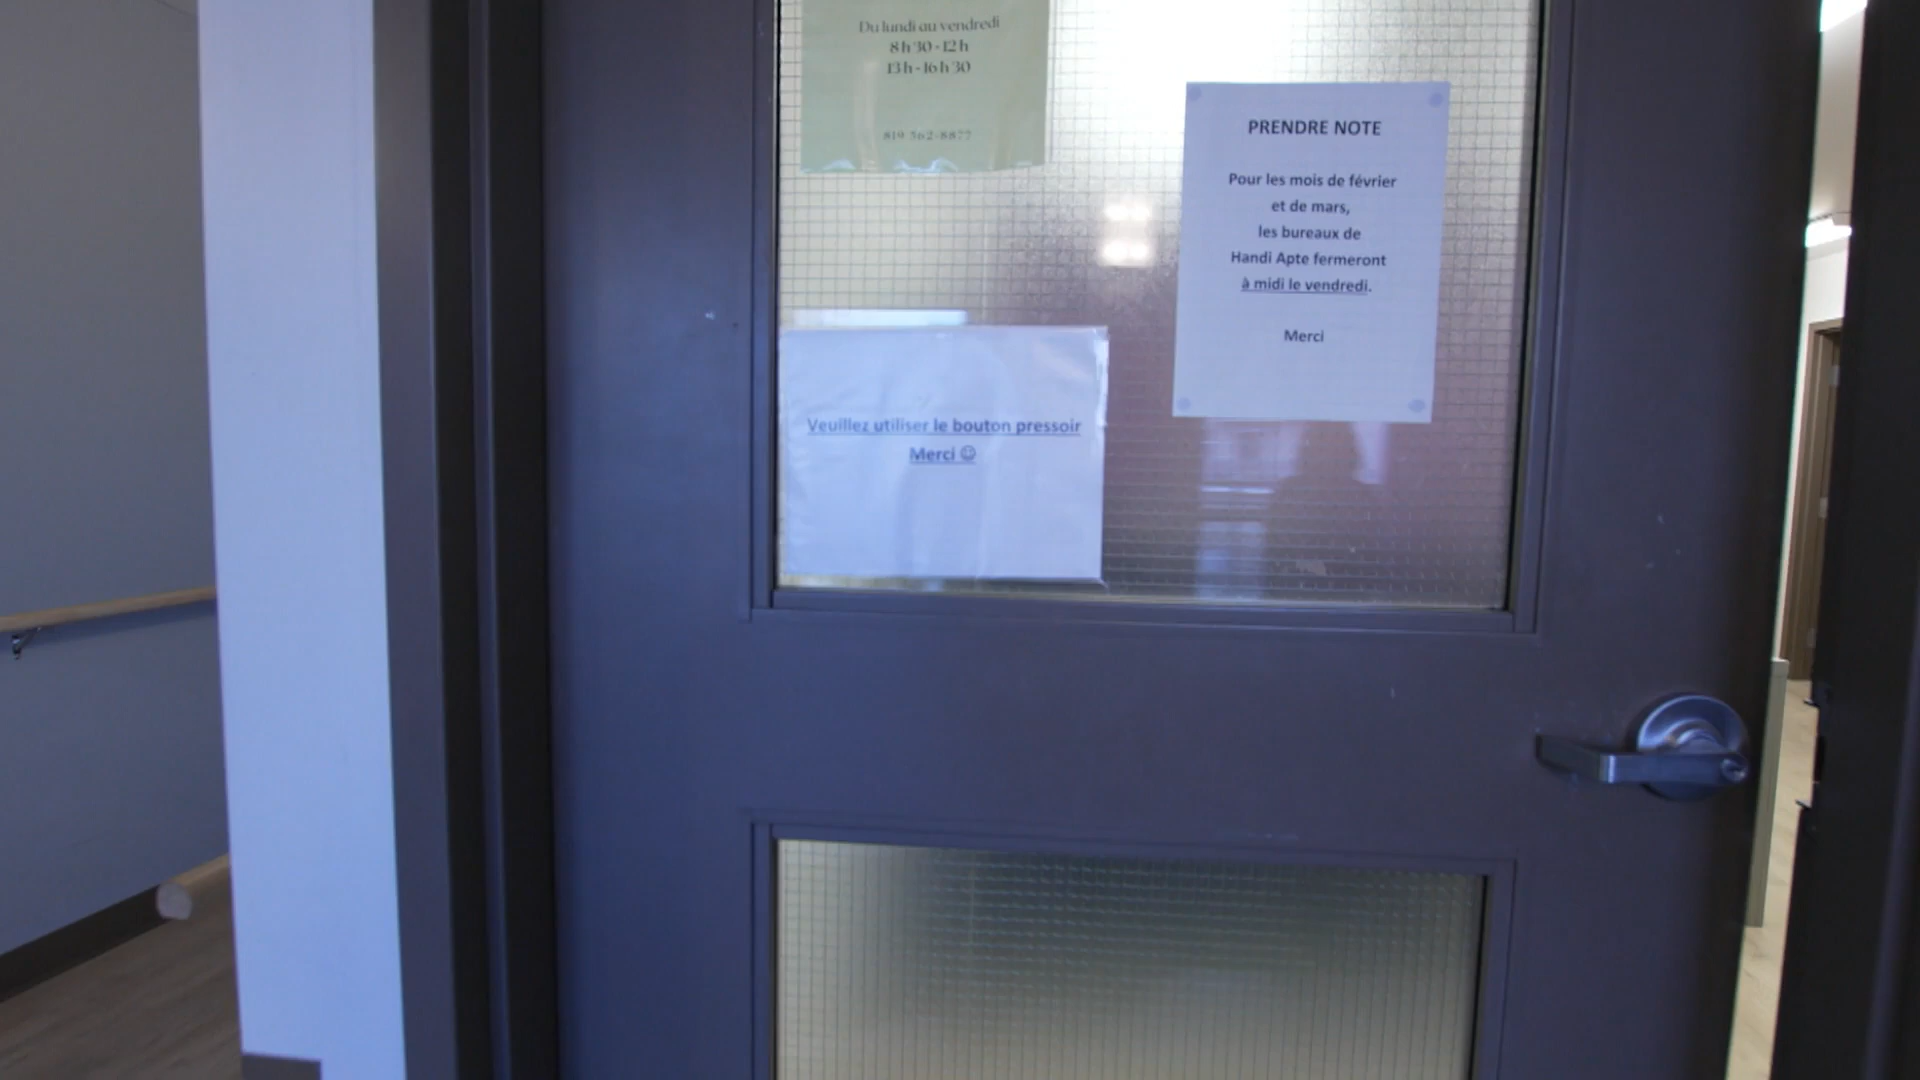 Du lundi au vendredi
8 h 30 - 12 h
13 h - 16 h 30
819 562-8877
PRENDRE NOTE
Pour les mois de février
et de mars,
les bureaux de
Handi Apte fermeront
à midi le vendredi.
Merci
Veuillez utiliser le bouton pressoir
Merci ☺